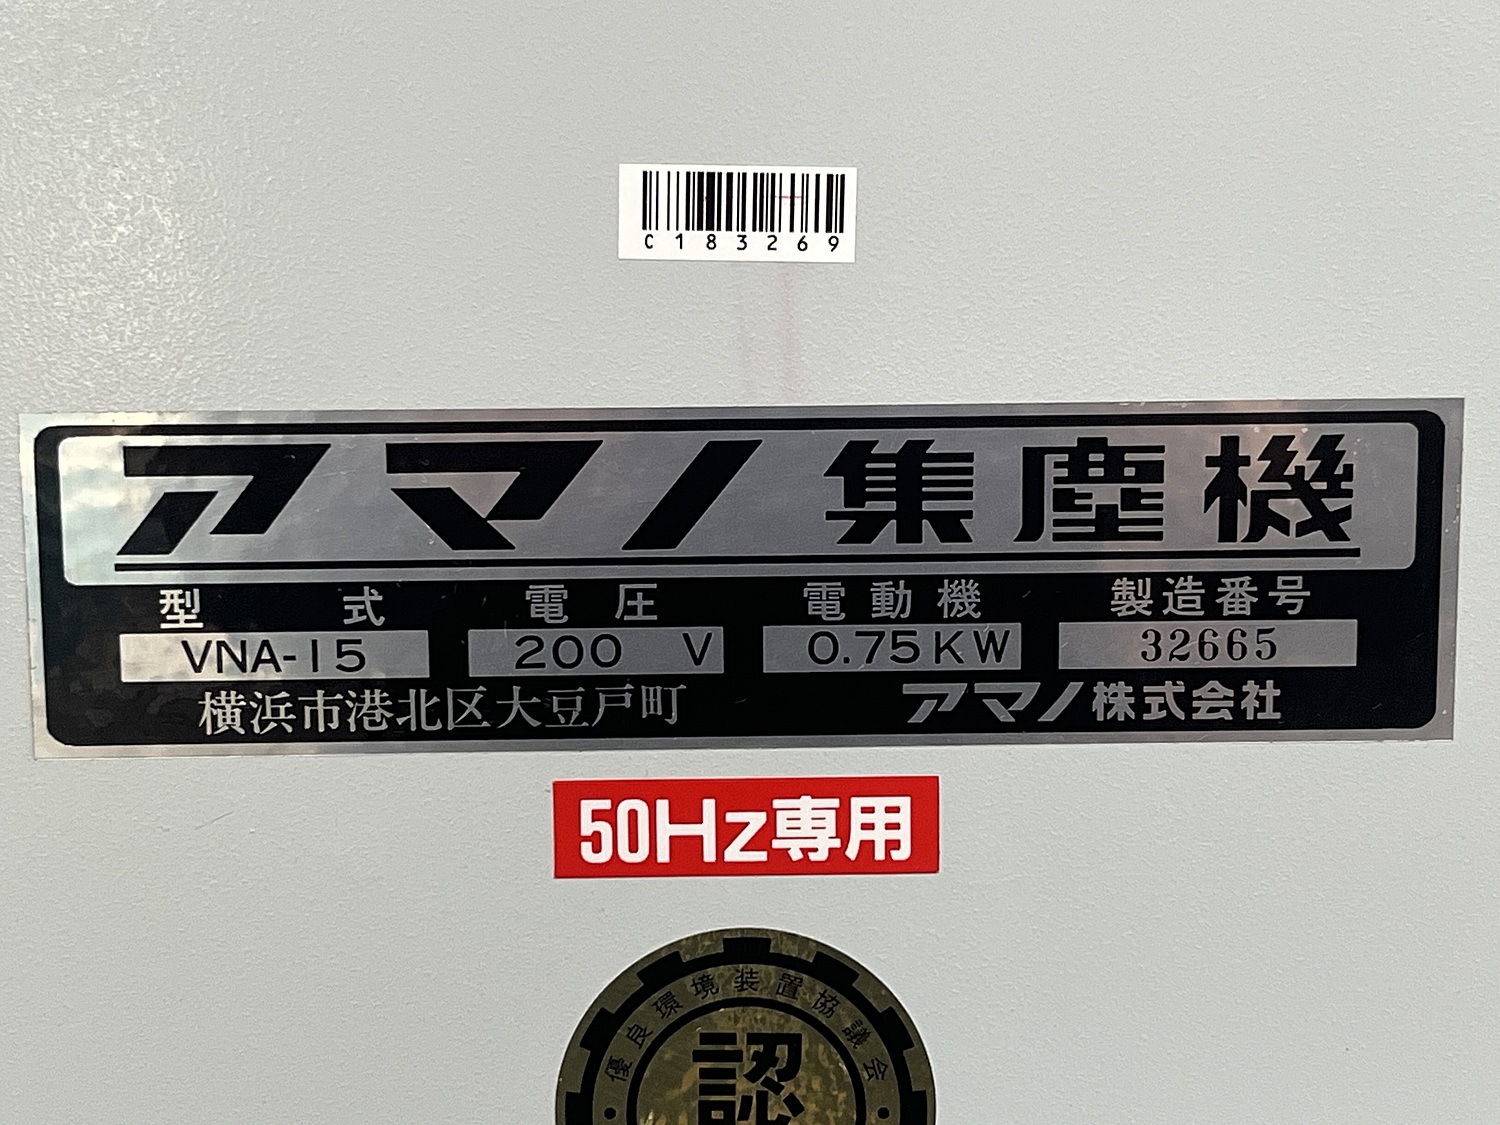 C183269
アマノ集塵機
型式 電圧 電動機 製造番号
VNA-15 200 V 0.75KW 32665
横浜市港北区大豆戸町 アマノ株式会社
50Hz専用
優良環境装置協議会
認